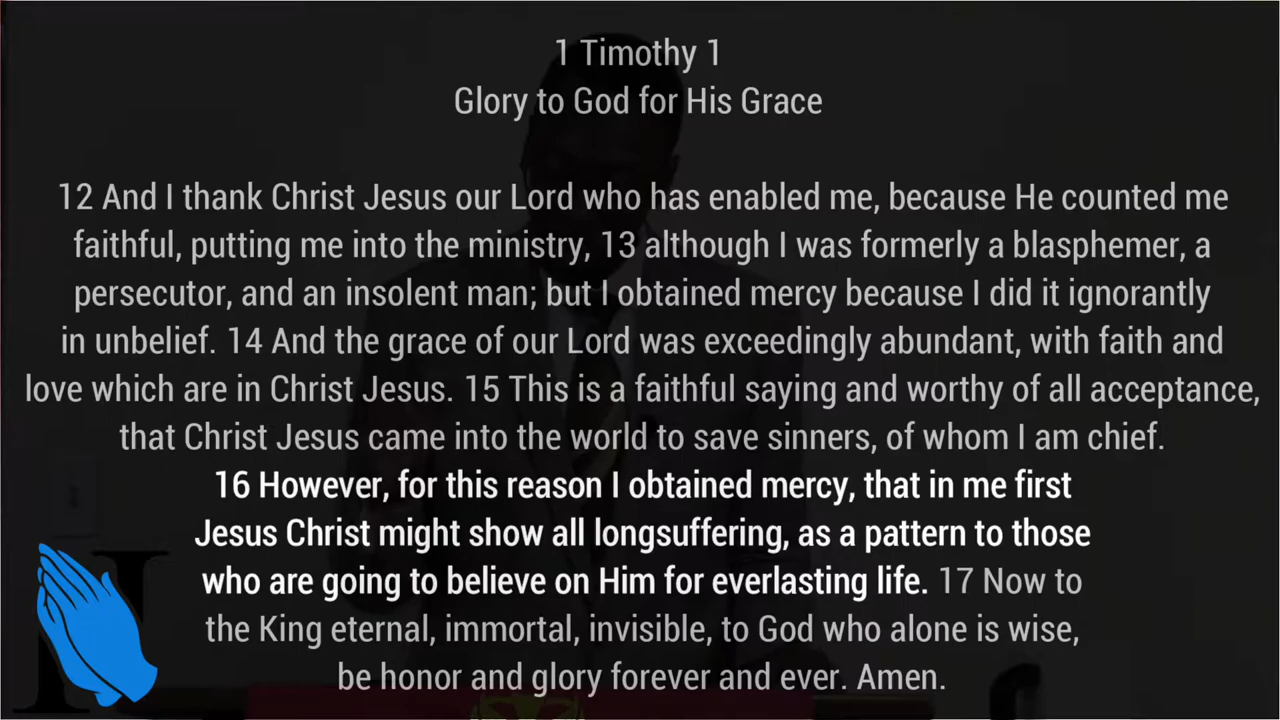 1 Timothy 1
Glory to God for His Grace
12 And I thank Christ Jesus our Lord who has enabled me, because He counted me
faithful, putting me into the ministry, 13 although I was formerly a blasphemer, a
persecutor, and an insolent man; but I obtained mercy because I did it ignorantly
in unbelief. 14 And the grace of our Lord was exceedingly abundant, with faith and
love which are in Christ Jesus. 15 This is a faithful saying and worthy of all acceptance,
that Christ Jesus came into the world to save sinners, of whom I am chief.
16 However, for this reason I obtained mercy, that in me first
Jesus Christ might show all longsuffering, as a pattern to those
who are going to believe on Him for everlasting life. 17 Now to
the King eternal, immortal, invisible, to God who alone is wise,
be honor and glory forever and ever. Amen.